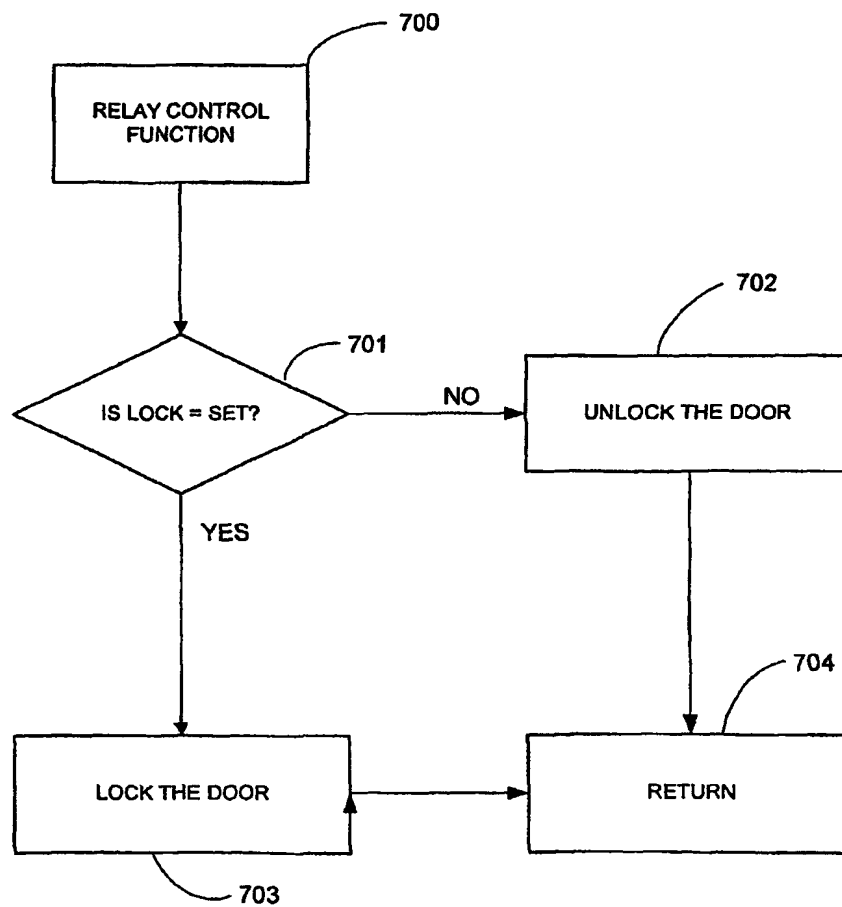 700
RELAY CONTROL
FUNCTION
701
IS LOCK = SET?
NO
702
UNLOCK THE DOOR
YES
LOCK THE DOOR
703
704
RETURN